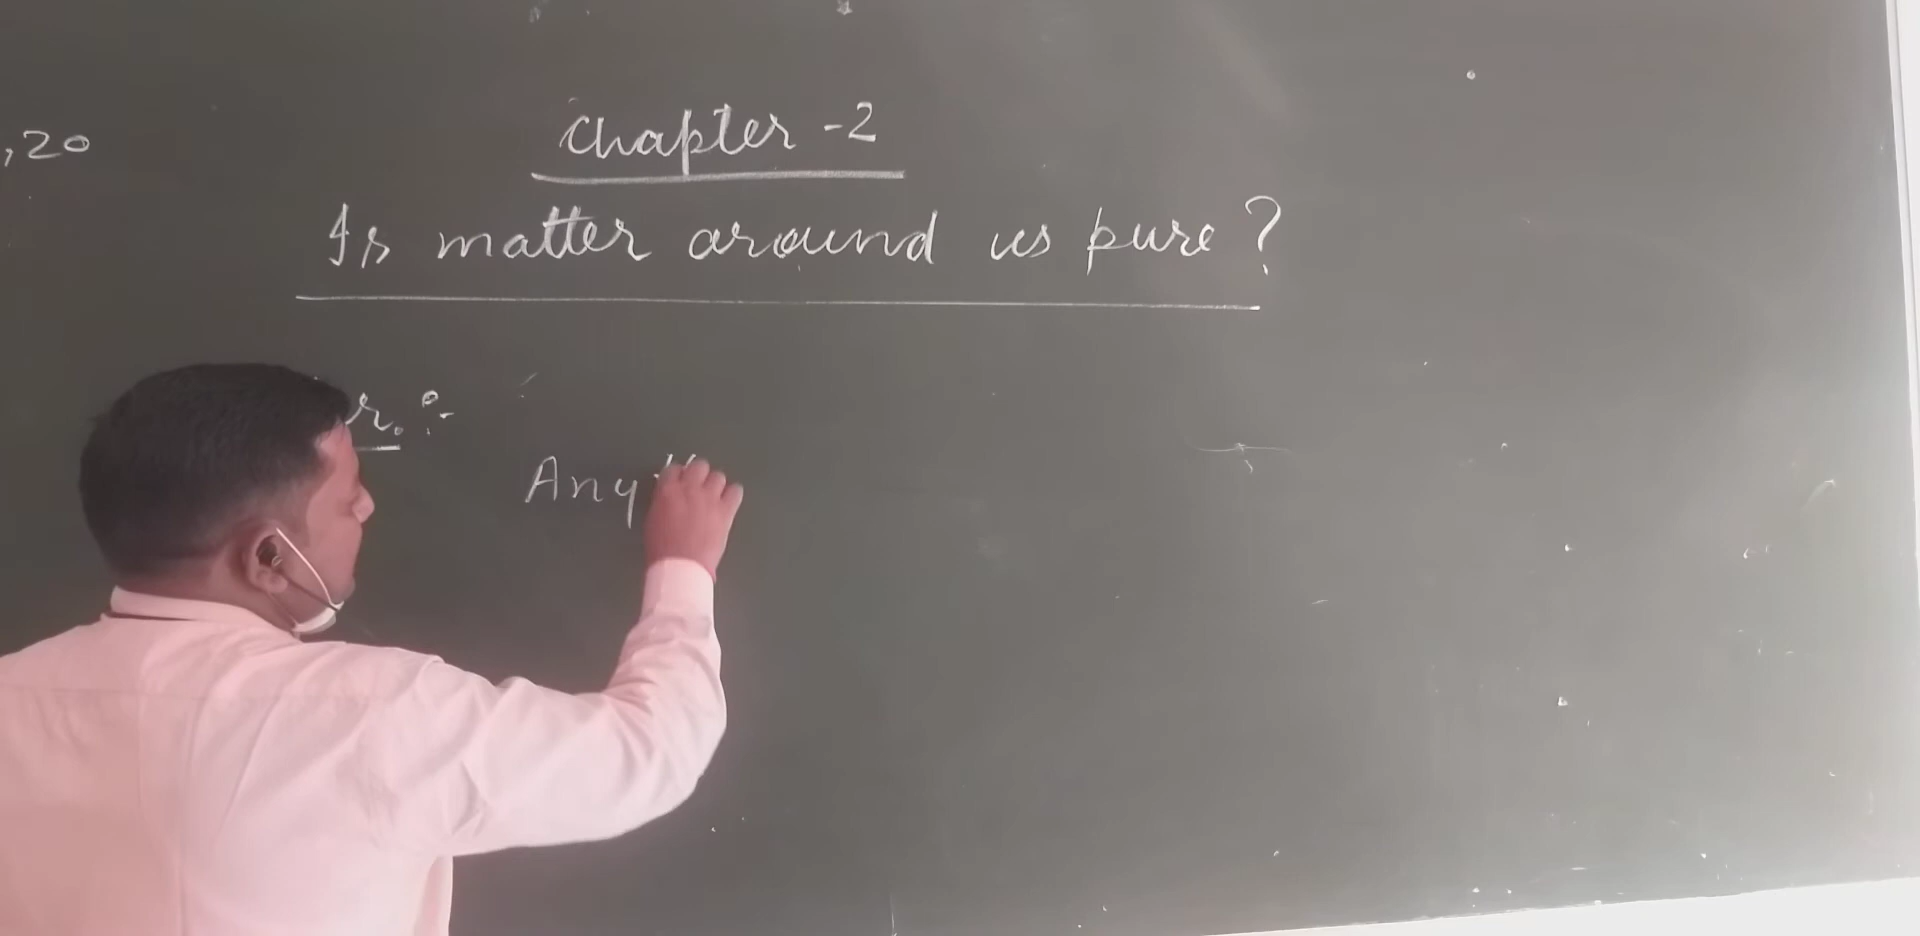 ,20
Chapter -2
Is matter around us pure?
r. :-
Any